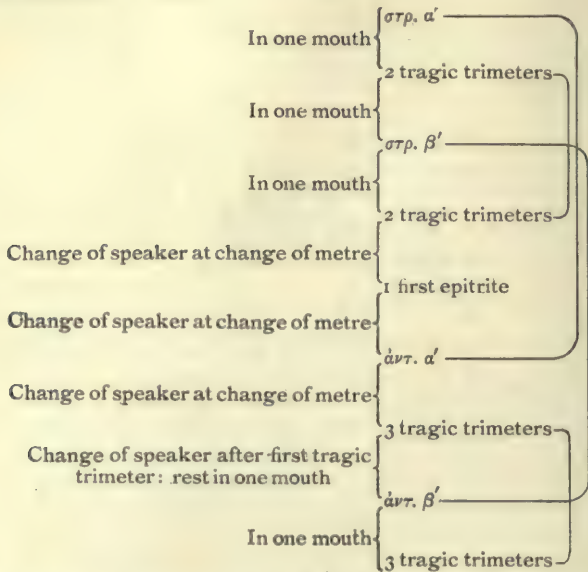 στρ. α′
In one mouth
2 tragic trimeters
In one mouth
στρ. β′
In one mouth
2 tragic trimeters
Change of speaker at change of metre
1 first epitrite
Change of speaker at change of metre
ἀντ. α′
Change of speaker at change of metre
3 tragic trimeters
Change of speaker after first tragic
trimeter: rest in one mouth
ἀντ. β′
In one mouth
3 tragic trimeters